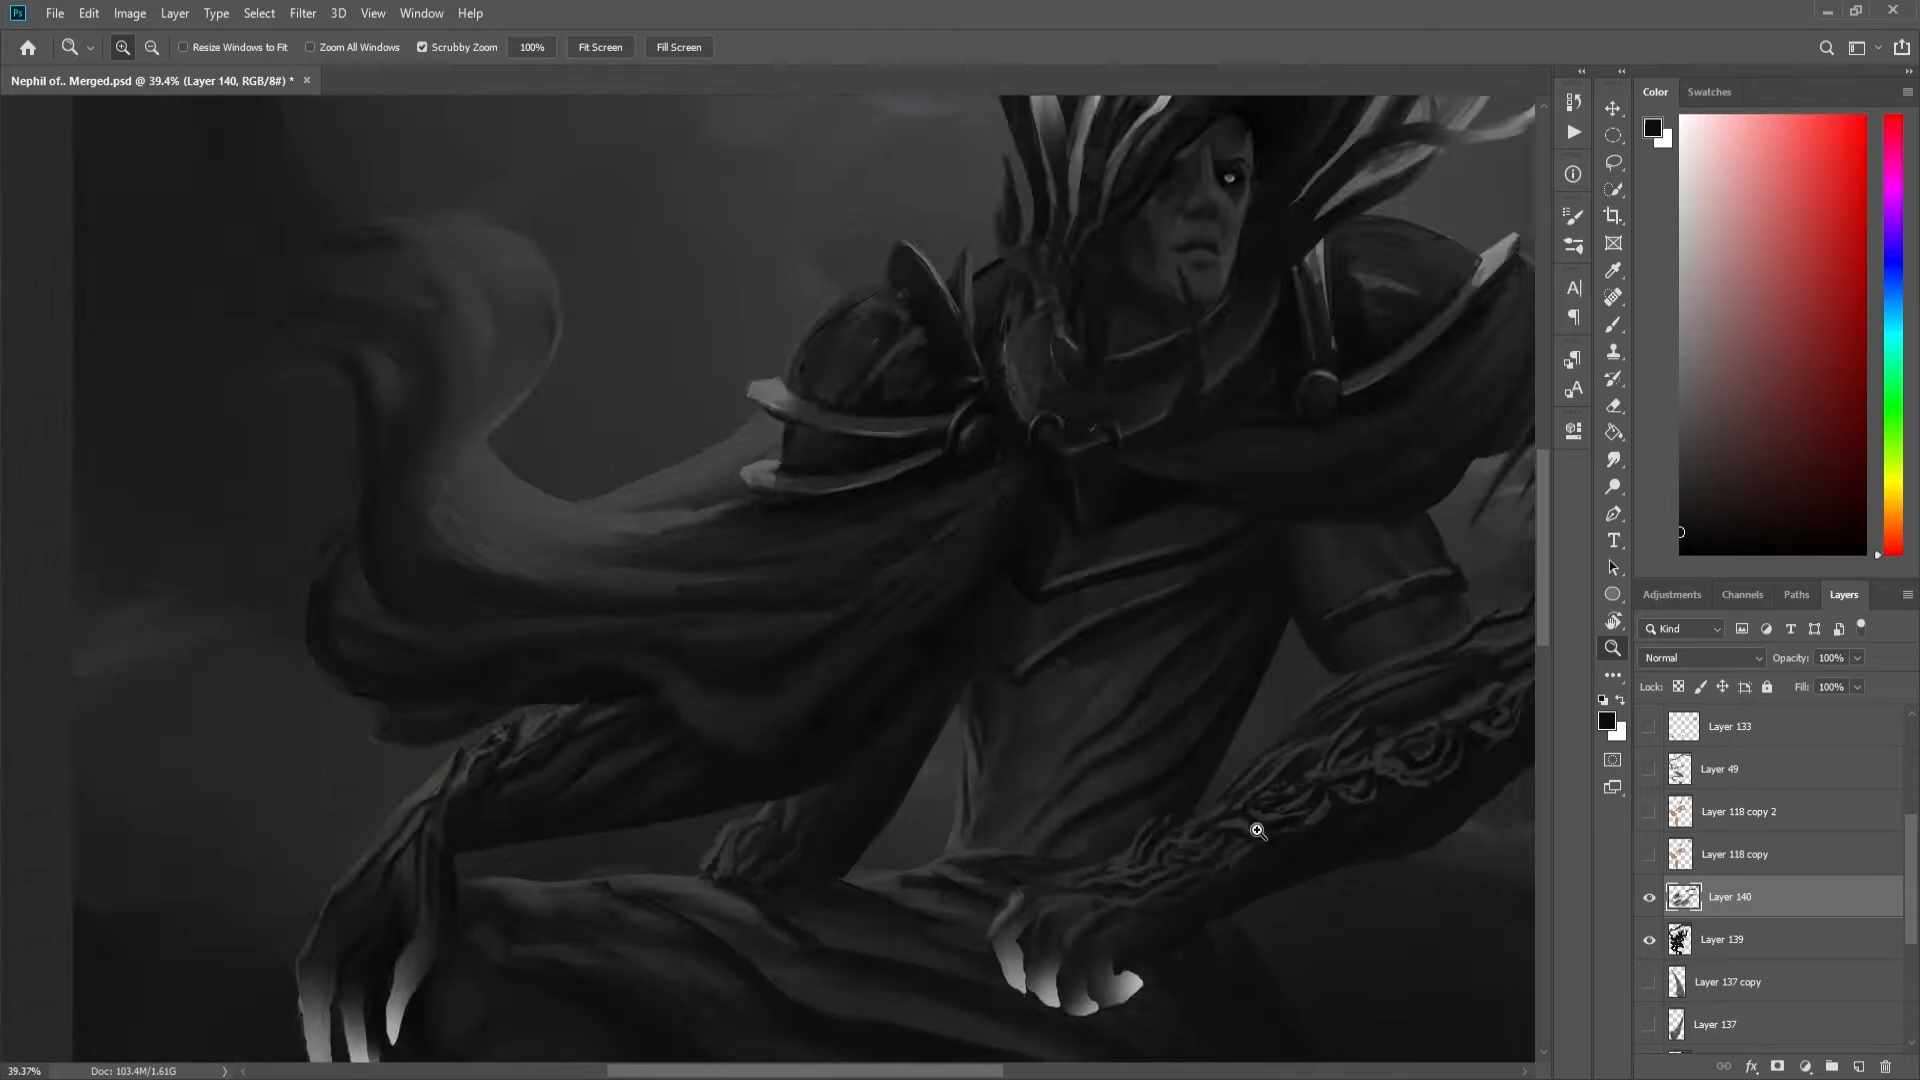 Ps File Edit Image Layer Type Select Filter 3D View Window Help
Resize Windows to Fit Zoom All Windows Scrubby Zoom 100% Fit Screen Fill Screen
Nephil of.. Merged.psd @ 39.4% (Layer 140, RGB/8#) *
Color Swatches
Adjustments Channels Paths Layers
Kind
Normal Opacity: 100%
Lock: Fill: 100%
Layer 133
Layer 49
Layer 118 copy 2
Layer 118 copy
Layer 140
Layer 139
Layer 137 copy
Layer 137
39.37% Doc: 103.4M/1.61G